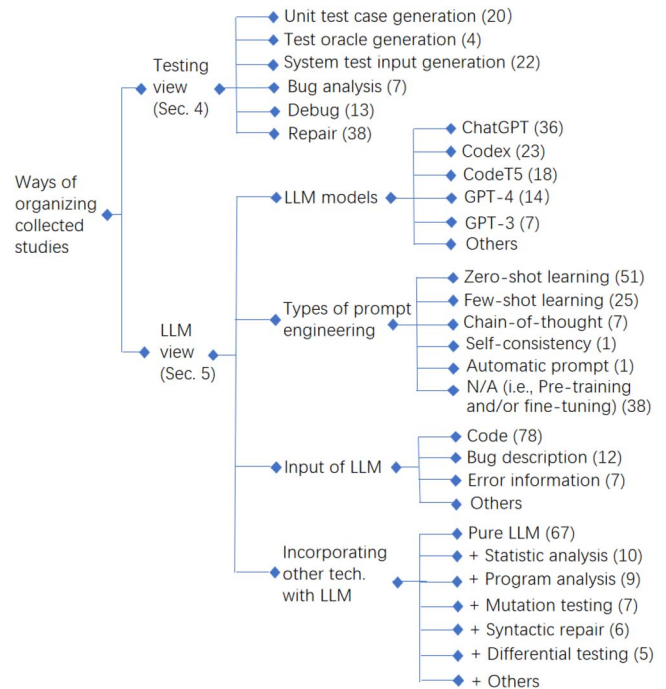 Ways of
organizing
collected
studies
Testing
view
(Sec. 4)
Unit test case generation (20)
Test oracle generation (4)
System test input generation (22)
Bug analysis (7)
Debug (13)
Repair (38)
LLM
view
(Sec. 5)
LLM models
ChatGPT (36)
Codex (23)
CodeT5 (18)
GPT-4 (14)
GPT-3 (7)
Others
Types of prompt
engineering
Zero-shot learning (51)
Few-shot learning (25)
Chain-of-thought (7)
Self-consistency (1)
Automatic prompt (1)
N/A (i.e., Pre-training
and/or fine-tuning) (38)
Input of LLM
Code (78)
Bug description (12)
Error information (7)
Others
Incorporating
other tech.
with LLM
Pure LLM (67)
+ Statistic analysis (10)
+ Program analysis (9)
+ Mutation testing (7)
+ Syntactic repair (6)
+ Differential testing (5)
+ Others